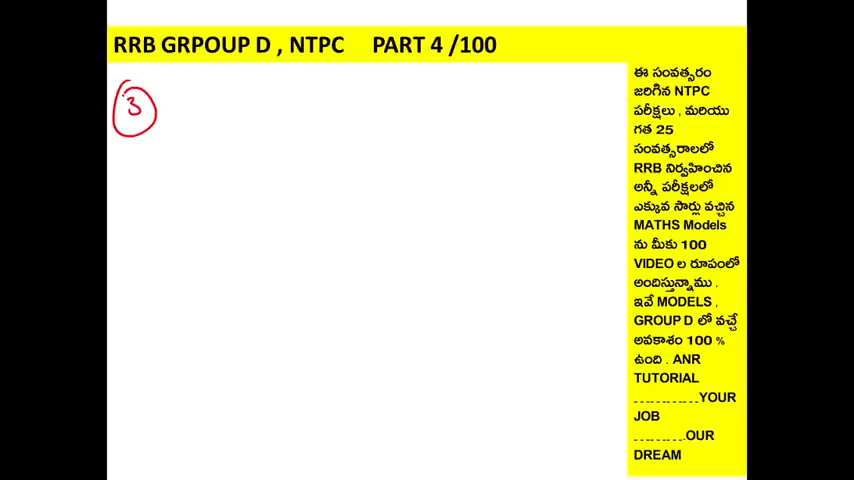 RRB GRPOUP D , NTPC PART 4 /100
3
ఈ సంవత్సరం
జరిగిన NTPC
పరీక్షలు , మరియు
గత 25
సంవత్సరాలలో
RRB నిర్వహించిన
అన్నీ పరీక్షలలో
ఎక్కువ సార్లు వచ్చిన
MATHS Models
ను మీకు 100
VIDEO ల రూపంలో
అందిస్తున్నాము .
ఇవే MODELS ,
GROUP D లో వచ్చే
అవకాశం 100 %
ఉంది . ANR
TUTORIAL
.............YOUR
JOB
..........OUR
DREAM